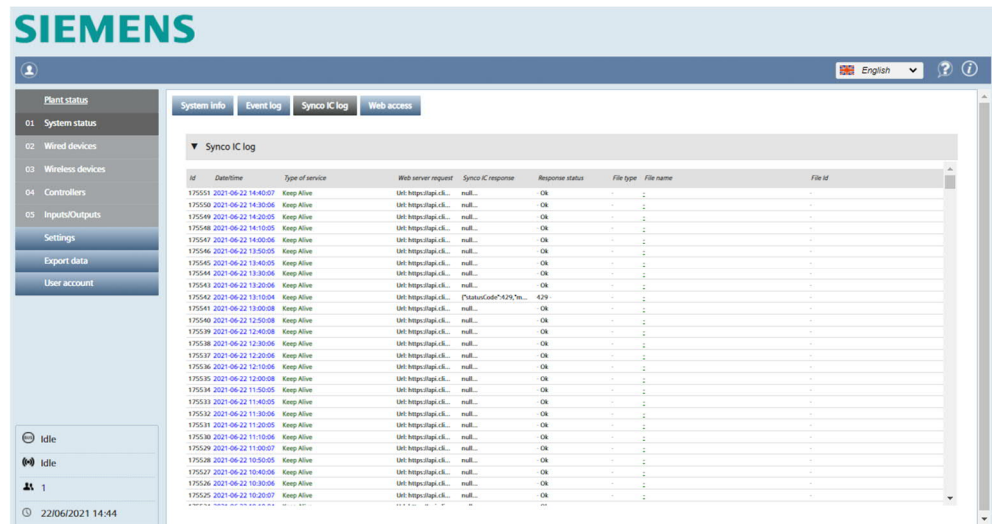 SIEMENS
English
Plant status
01 System status
02 Wired devices
03 Wireless devices
04 Controllers
05 Inputs/Outputs
Settings
Export data
User account
Idle
Idle
1
22/06/2021 14:44
System info Event log Synco IC log Web access
▼ Synco IC log
Id Date/time Type of service Web server request Synco IC response Response status File type File name File Id
175551 2021-06-22 14:40:07 Keep Alive Url: https://api.cli... null... Ok - - -
175550 2021-06-22 14:30:06 Keep Alive Url: https://api.cli... null... Ok - - -
175549 2021-06-22 14:20:05 Keep Alive Url: https://api.cli... null... Ok - - -
175548 2021-06-22 14:10:05 Keep Alive Url: https://api.cli... null... Ok - - -
175547 2021-06-22 14:00:06 Keep Alive Url: https://api.cli... null... Ok - - -
175546 2021-06-22 13:50:05 Keep Alive Url: https://api.cli... null... Ok - - -
175545 2021-06-22 13:40:05 Keep Alive Url: https://api.cli... null... Ok - - -
175544 2021-06-22 13:30:06 Keep Alive Url: https://api.cli... null... Ok - - -
175543 2021-06-22 13:20:06 Keep Alive Url: https://api.cli... null... Ok - - -
175542 2021-06-22 13:10:04 Keep Alive Url: https://api.cli... {"statusCode":429,"m... 429 - - -
175541 2021-06-22 13:00:08 Keep Alive Url: https://api.cli... null... Ok - - -
175540 2021-06-22 12:50:08 Keep Alive Url: https://api.cli... null... Ok - - -
175539 2021-06-22 12:40:08 Keep Alive Url: https://api.cli... null... Ok - - -
175538 2021-06-22 12:30:06 Keep Alive Url: https://api.cli... null... Ok - - -
175537 2021-06-22 12:20:06 Keep Alive Url: https://api.cli... null... Ok - - -
175536 2021-06-22 12:10:06 Keep Alive Url: https://api.cli... null... Ok - - -
175535 2021-06-22 12:00:08 Keep Alive Url: https://api.cli... null... Ok - - -
175534 2021-06-22 11:50:05 Keep Alive Url: https://api.cli... null... Ok - - -
175533 2021-06-22 11:40:05 Keep Alive Url: https://api.cli... null... Ok - - -
175532 2021-06-22 11:30:06 Keep Alive Url: https://api.cli... null... Ok - - -
175531 2021-06-22 11:20:05 Keep Alive Url: https://api.cli... null... Ok - - -
175530 2021-06-22 11:10:06 Keep Alive Url: https://api.cli... null... Ok - - -
175529 2021-06-22 11:00:07 Keep Alive Url: https://api.cli... null... Ok - - -
175528 2021-06-22 10:50:05 Keep Alive Url: https://api.cli... null... Ok - - -
175527 2021-06-22 10:40:06 Keep Alive Url: https://api.cli... null... Ok - - -
175526 2021-06-22 10:30:06 Keep Alive Url: https://api.cli... null... Ok - - -
175525 2021-06-22 10:20:07 Keep Alive Url: https://api.cli... null... Ok - - -